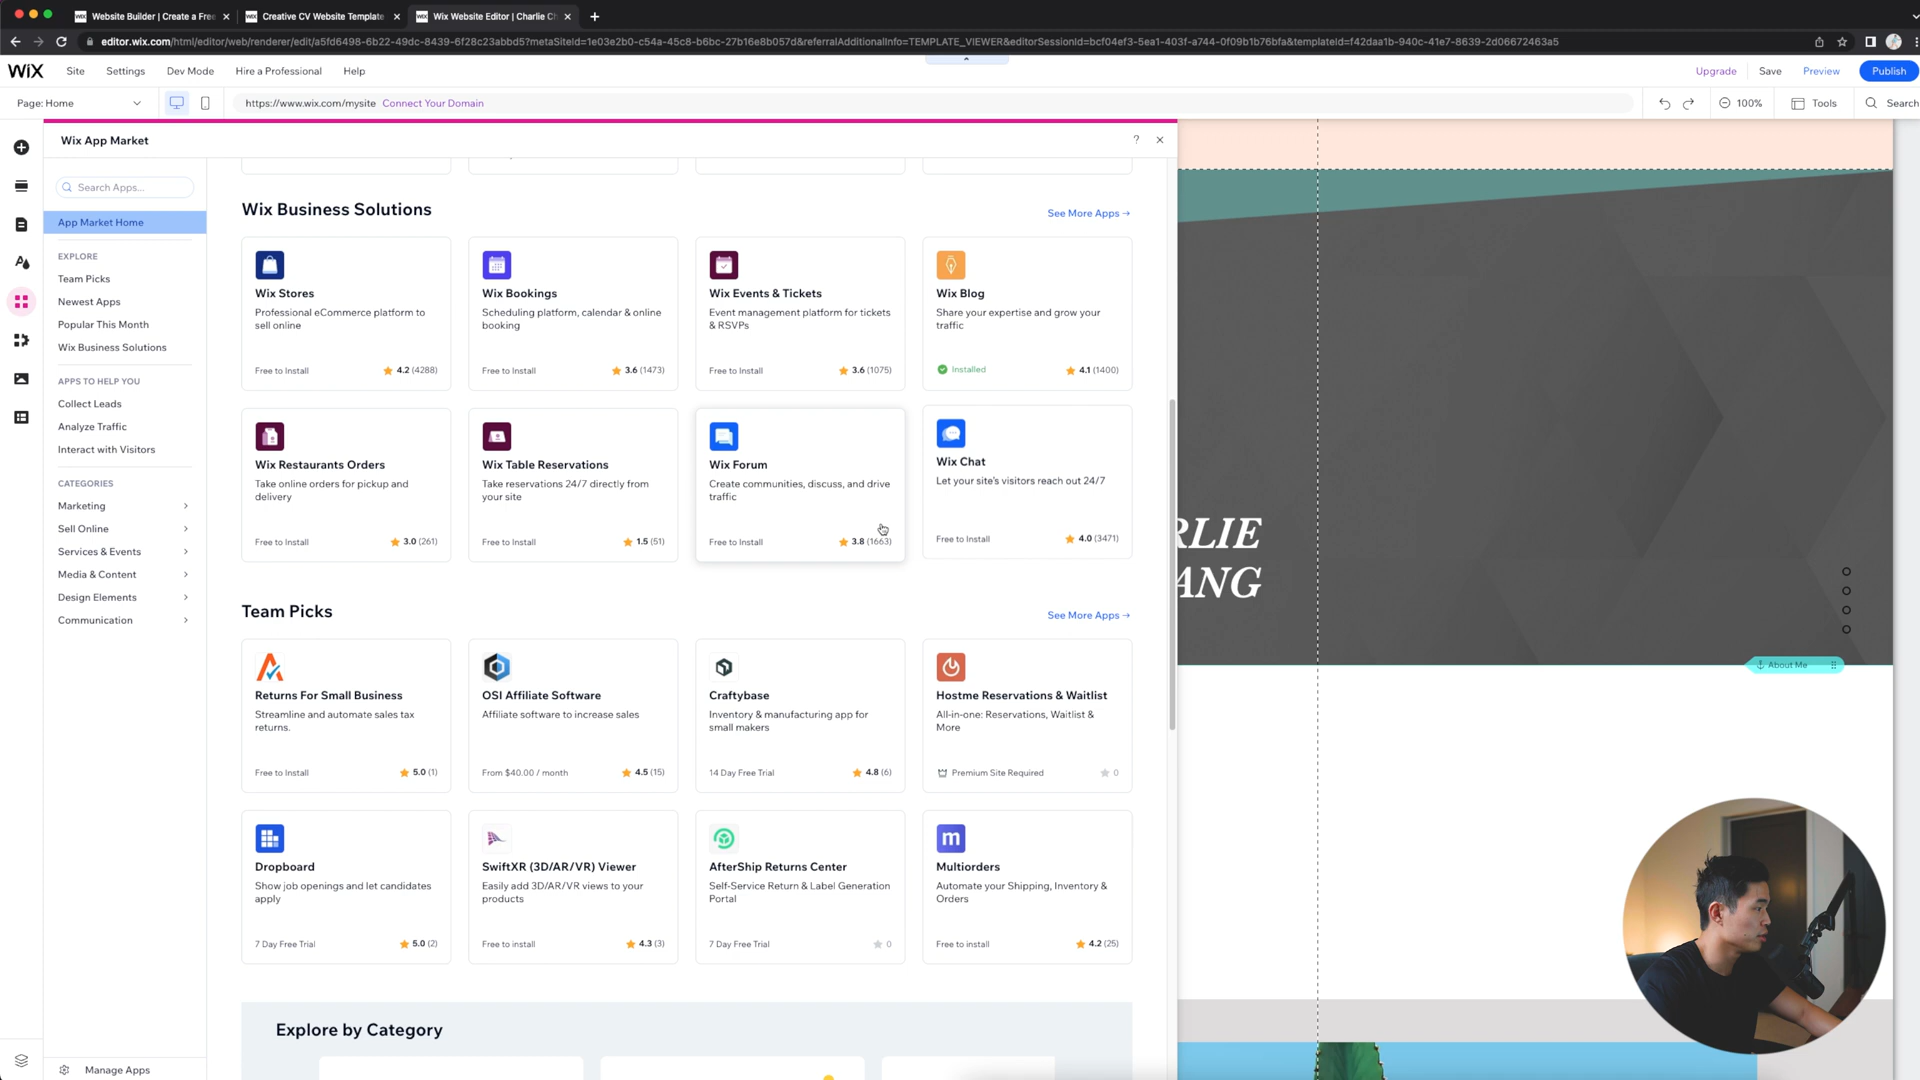 Website Builder | Create a Free
Creative CV Website Template
Wix Website Editor | Charlie Ch
editor.wix.com/html/editor/web/renderer/edit/a5fd6498-6b22-49dc-8439-6f28c23abbd5?metaSiteId=1e03e2b0-c54a-45c8-b6bc-27b16e8b057d&referralAdditionalInfo=TEMPLATE_VIEWER&editorSessionId=bcf04ef3-5ea1-403f-a744-0f09b1b76bfa&templateId=f42daa1b-940c-41e7-8639-2d06672463a5
WiX Site Settings Dev Mode Hire a Professional Help Upgrade Save Preview Publish
Page: Home https://www.wix.com/mysite Connect Your Domain 100% Tools Search
Wix App Market
?
Search Apps...
App Market Home
EXPLORE
Team Picks
Newest Apps
Popular This Month
Wix Business Solutions
APPS TO HELP YOU
Collect Leads
Analyze Traffic
Interact with Visitors
CATEGORIES
Marketing
Sell Online
Services & Events
Media & Content
Design Elements
Communication
Manage Apps
Wix Business Solutions
See More Apps →
Wix Stores
Professional eCommerce platform to
sell online
Free to Install 4.2 (4288)
Wix Bookings
Scheduling platform, calendar & online
booking
Free to Install 3.6 (1473)
Wix Events & Tickets
Event management platform for tickets
& RSVPs
Free to Install 3.6 (1075)
Wix Blog
Share your expertise and grow your
traffic
Installed 4.1 (1400)
Wix Restaurants Orders
Take online orders for pickup and
delivery
Free to Install 3.0 (261)
Wix Table Reservations
Take reservations 24/7 directly from
your site
Free to Install 1.5 (51)
Wix Forum
Create communities, discuss, and drive
traffic
Free to Install 3.8 (1663)
Wix Chat
Let your site's visitors reach out 24/7
Free to Install 4.0 (3471)
Team Picks
See More Apps →
Returns For Small Business
Streamline and automate sales tax
returns.
Free to Install 5.0 (1)
OSI Affiliate Software
Affiliate software to increase sales
From $40.00 / month 4.5 (15)
Craftybase
Inventory & manufacturing app for
small makers
14 Day Free Trial 4.8 (6)
Hostme Reservations & Waitlist
All-in-one: Reservations, Waitlist &
More
Premium Site Required 0
Dropboard
Show job openings and let candidates
apply
7 Day Free Trial 5.0 (2)
SwiftXR (3D/AR/VR) Viewer
Easily add 3D/AR/VR views to your
products
Free to install 4.3 (3)
AfterShip Returns Center
Self-Service Return & Label Generation
Portal
7 Day Free Trial 0
m
Multiorders
Automate your Shipping, Inventory &
Orders
Free to install 4.2 (25)
Explore by Category
RLIE
ANG
About Me